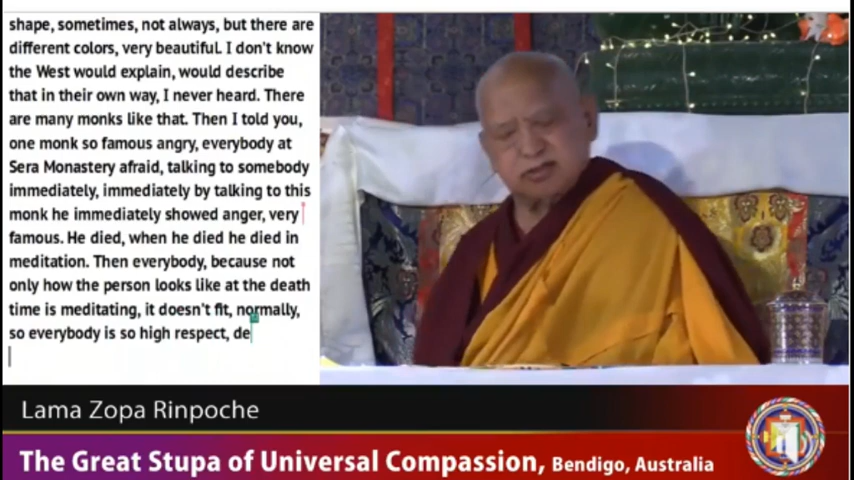 shape, sometimes, not always, but there are
different colors, very beautiful. I don't know
the West would explain, would describe
that in their own way, I never heard. There
are many monks like that. Then I told you,
one monk so famous angry, everybody at
Sera Monastery afraid, talking to somebody
immediately, immediately by talking to this
monk he immediately showed anger, very
famous. He died, when he died he died in
meditation. Then everybody, because not
only how the person looks like at the death
time is meditating, it doesn't fit, normally,
so everybody is so high respect, de
Lama Zopa Rinpoche
The Great Stupa of Universal Compassion, Bendigo, Australia